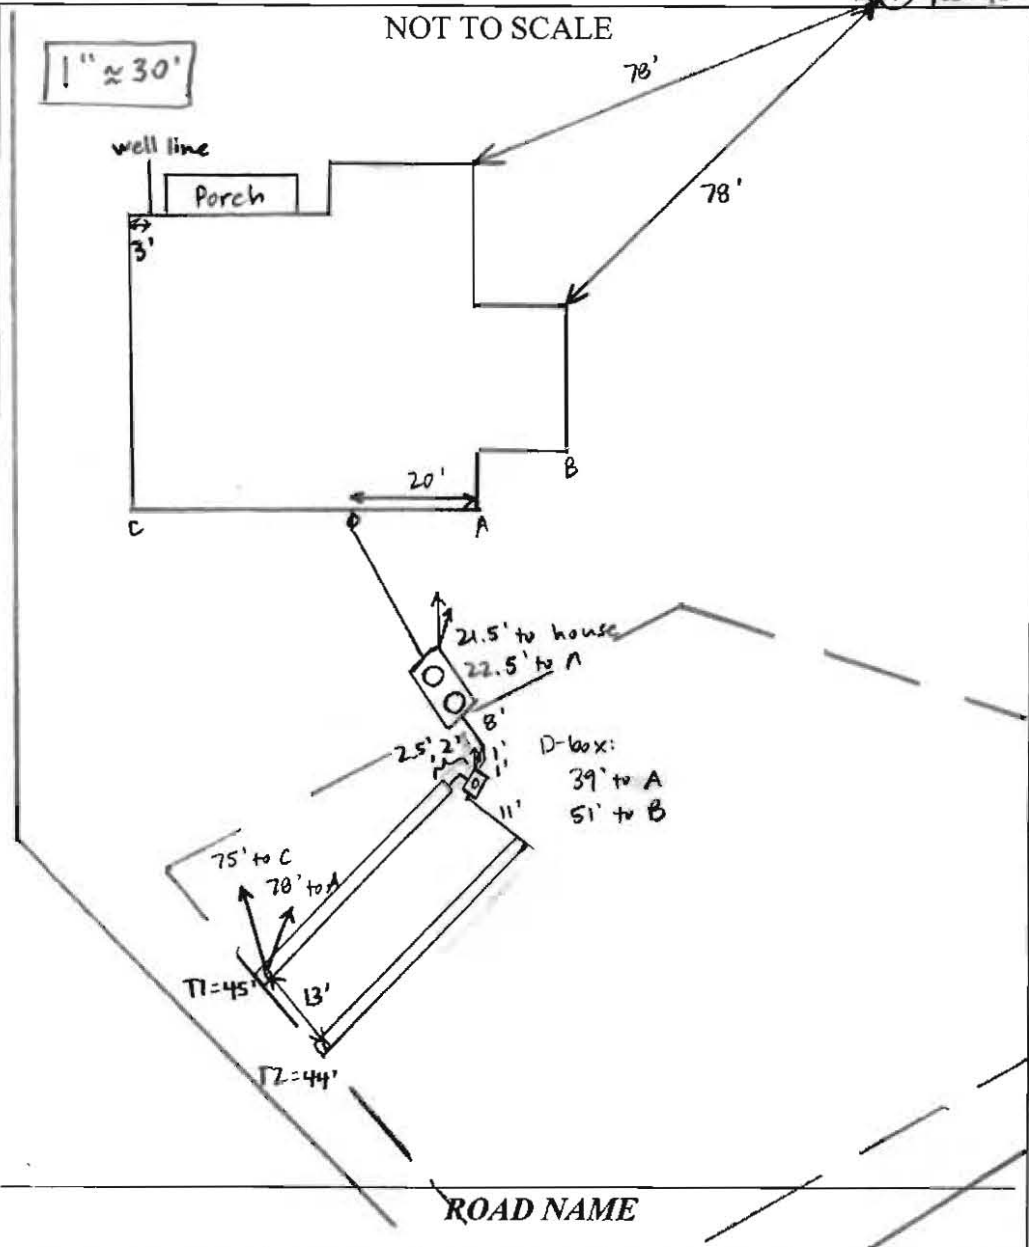 NOT TO SCALE
1" ≈ 30'
78'
well line
Porch
78'
3'
20'
B
C
A
21.5' to house
22.5' to A
8'
2.5' 2' 1'
1'
D-box:
39' to A
51' to B
11'
75' to C
78' to A
T1=45'
13'
T2=44'
ROAD NAME